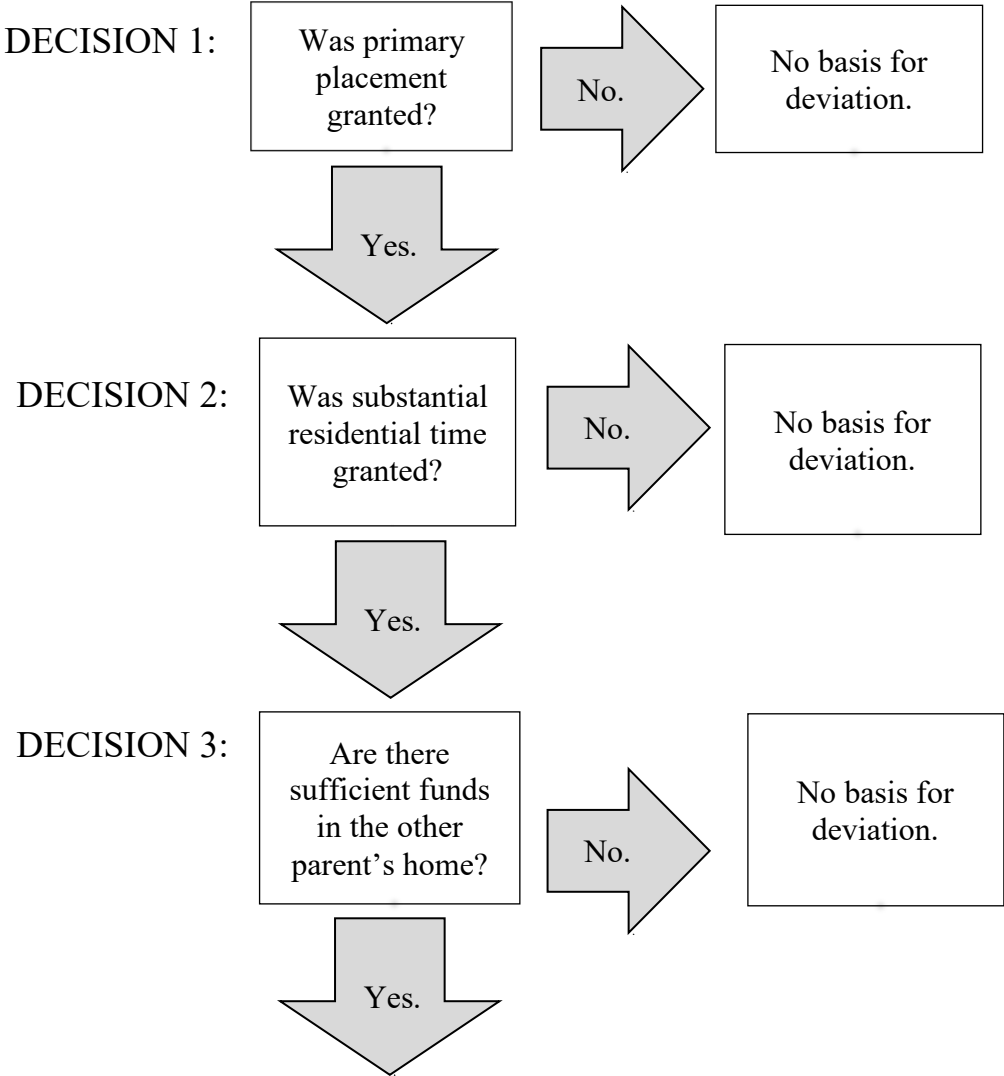 DECISION 1:
Was primary
placement
granted?
No.
No basis for
deviation.
Yes.
DECISION 2:
Was substantial
residential time
granted?
No.
No basis for
deviation.
Yes.
DECISION 3:
Are there
sufficient funds
in the other
parent’s home?
No.
No basis for
deviation.
Yes.